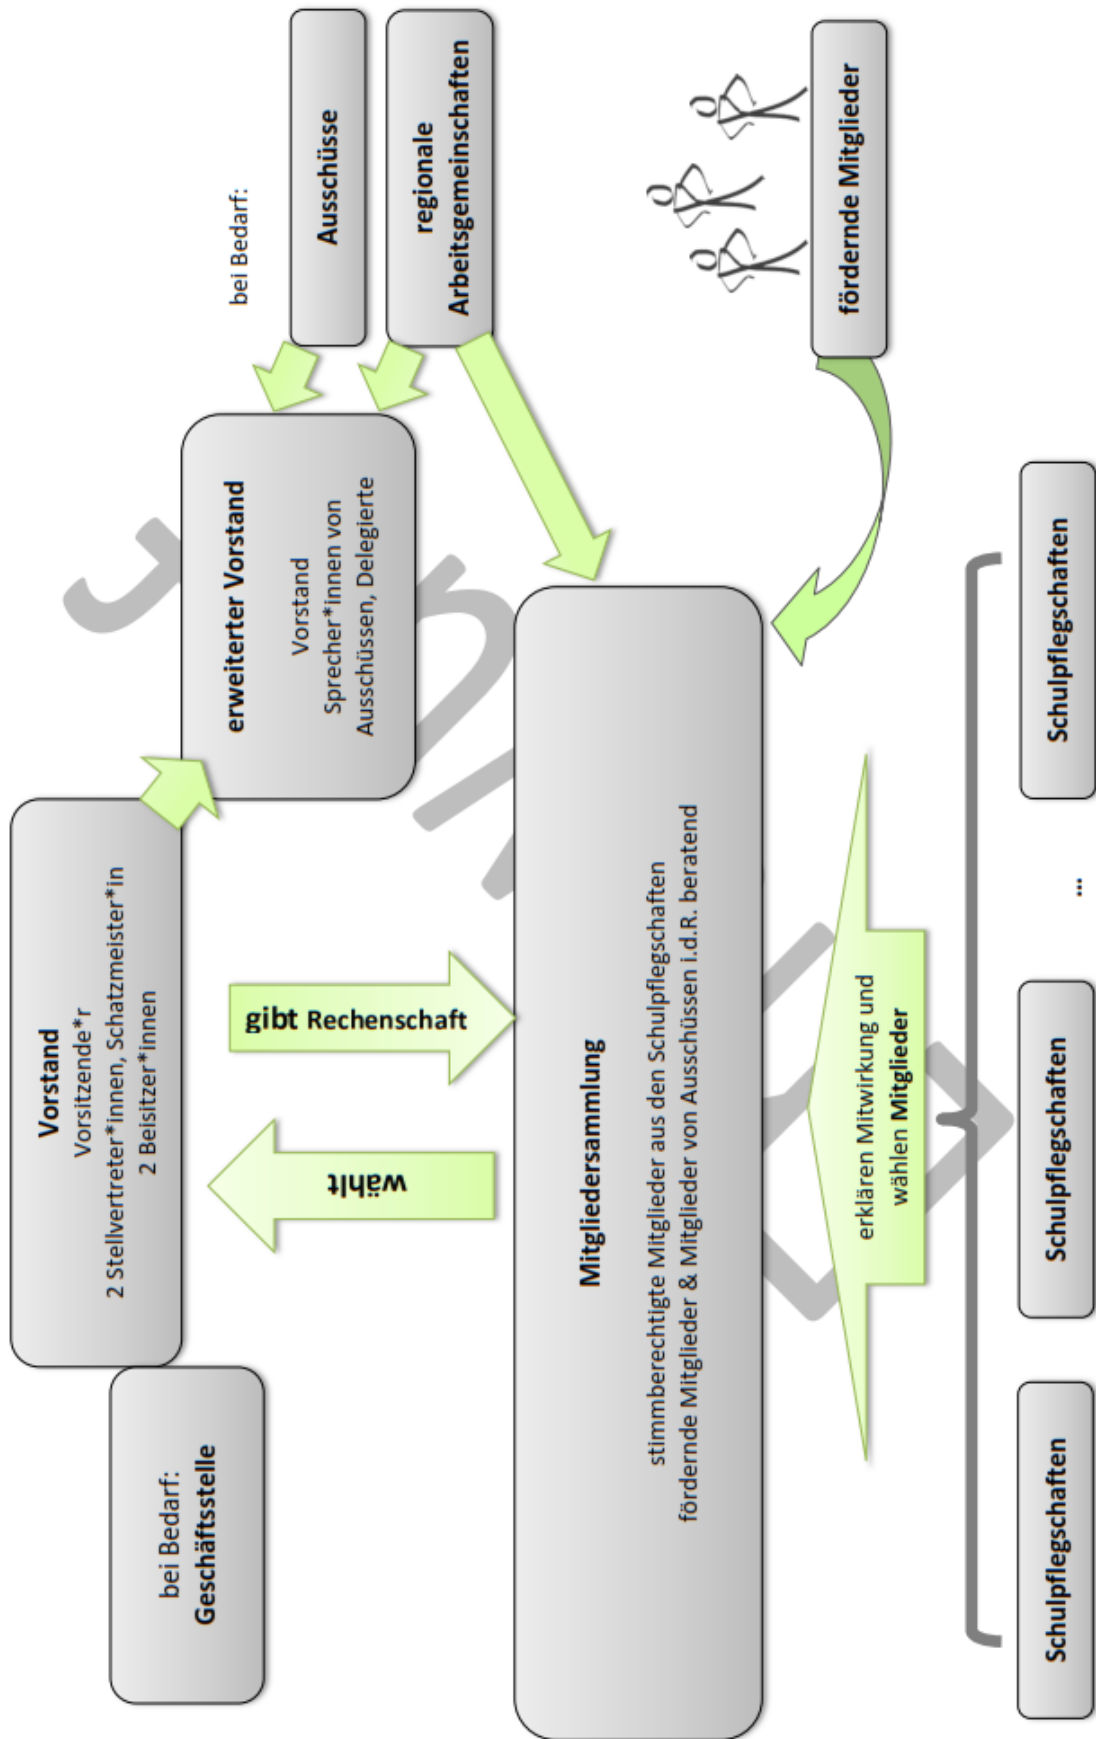 Vorstand
Vorsitzende*r
2 Stellvertreter*innen, Schatzmeister*in
2 Beisitzer*innen
bei Bedarf:
Geschäftsstelle
erweiterter Vorstand
Vorstand
Sprecher*innen von
Ausschüssen, Delegierte
bei Bedarf:
Ausschüsse
regionale
Arbeitsgemeinschaften
wählt
gibt Rechenschaft
Mitgliedersammlung
stimmberechtigte Mitglieder aus den Schulpflegschaften
fördernde Mitglieder & Mitglieder von Ausschüssen i.d.R. beratend
fördernde Mitglieder
erklären Mitwirkung und
wählen Mitglieder
Schulpflegschaften
Schulpflegschaften
...
Schulpflegschaften